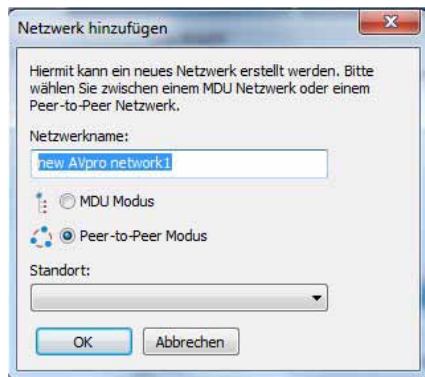 Netzwerk hinzufügen
Hiermit kann ein neues Netzwerk erstellt werden. Bitte
wählen Sie zwischen einem MDU Netzwerk oder einem
Peer-to-Peer Netzwerk.
Netzwerkname:
new AVpro network1
MDU Modus
Peer-to-Peer Modus
Standort:
OK
Abbrechen